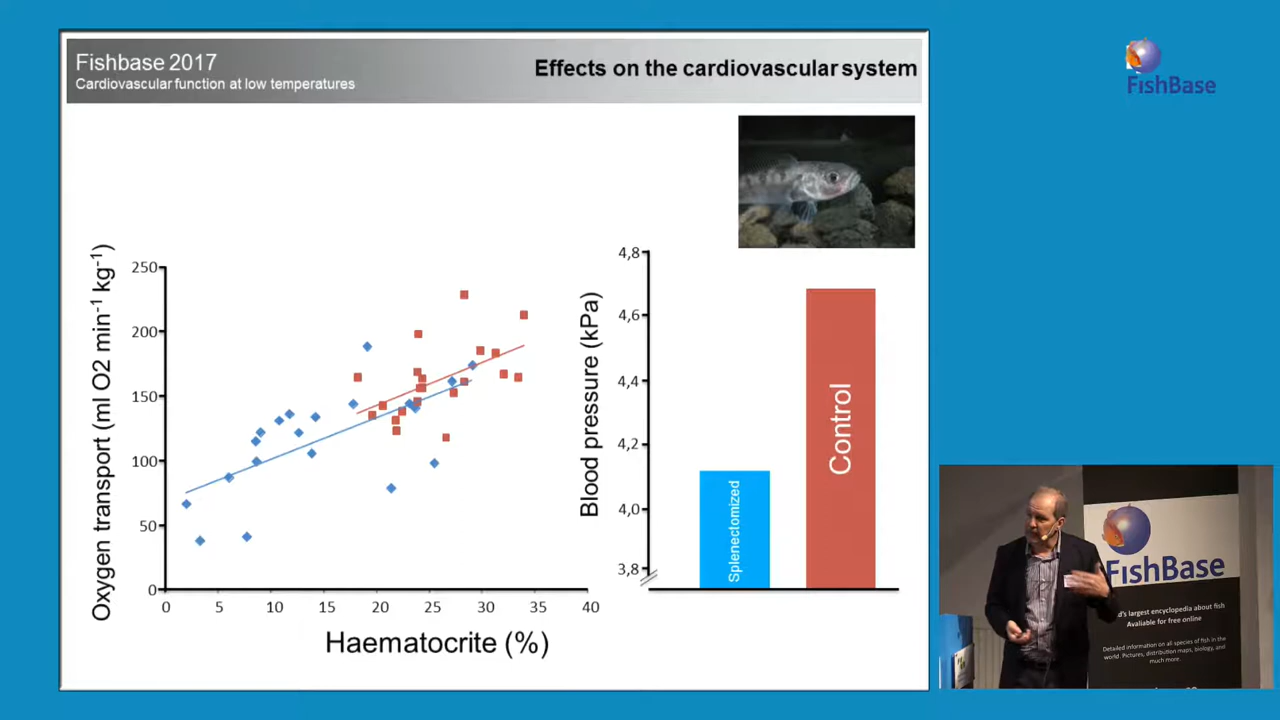 Fishbase 2017
Cardiovascular function at low temperatures
Effects on the cardiovascular system
FishBase
Oxygen transport (ml O2 min⁻¹ kg⁻¹)
250
200
150
100
50
0
0 5 10 15 20 25 30 35 40
Haematocrite (%)
Blood pressure (kPa)
4,8
4,6
4,4
4,2
4,0
3,8
Splenectomized
Control
FishBase
d's largest encyclopedia about fish
Avaliable for free online
Detailed information on all species of fish in the
world. Pictures, distribution maps, biology, and
much more.